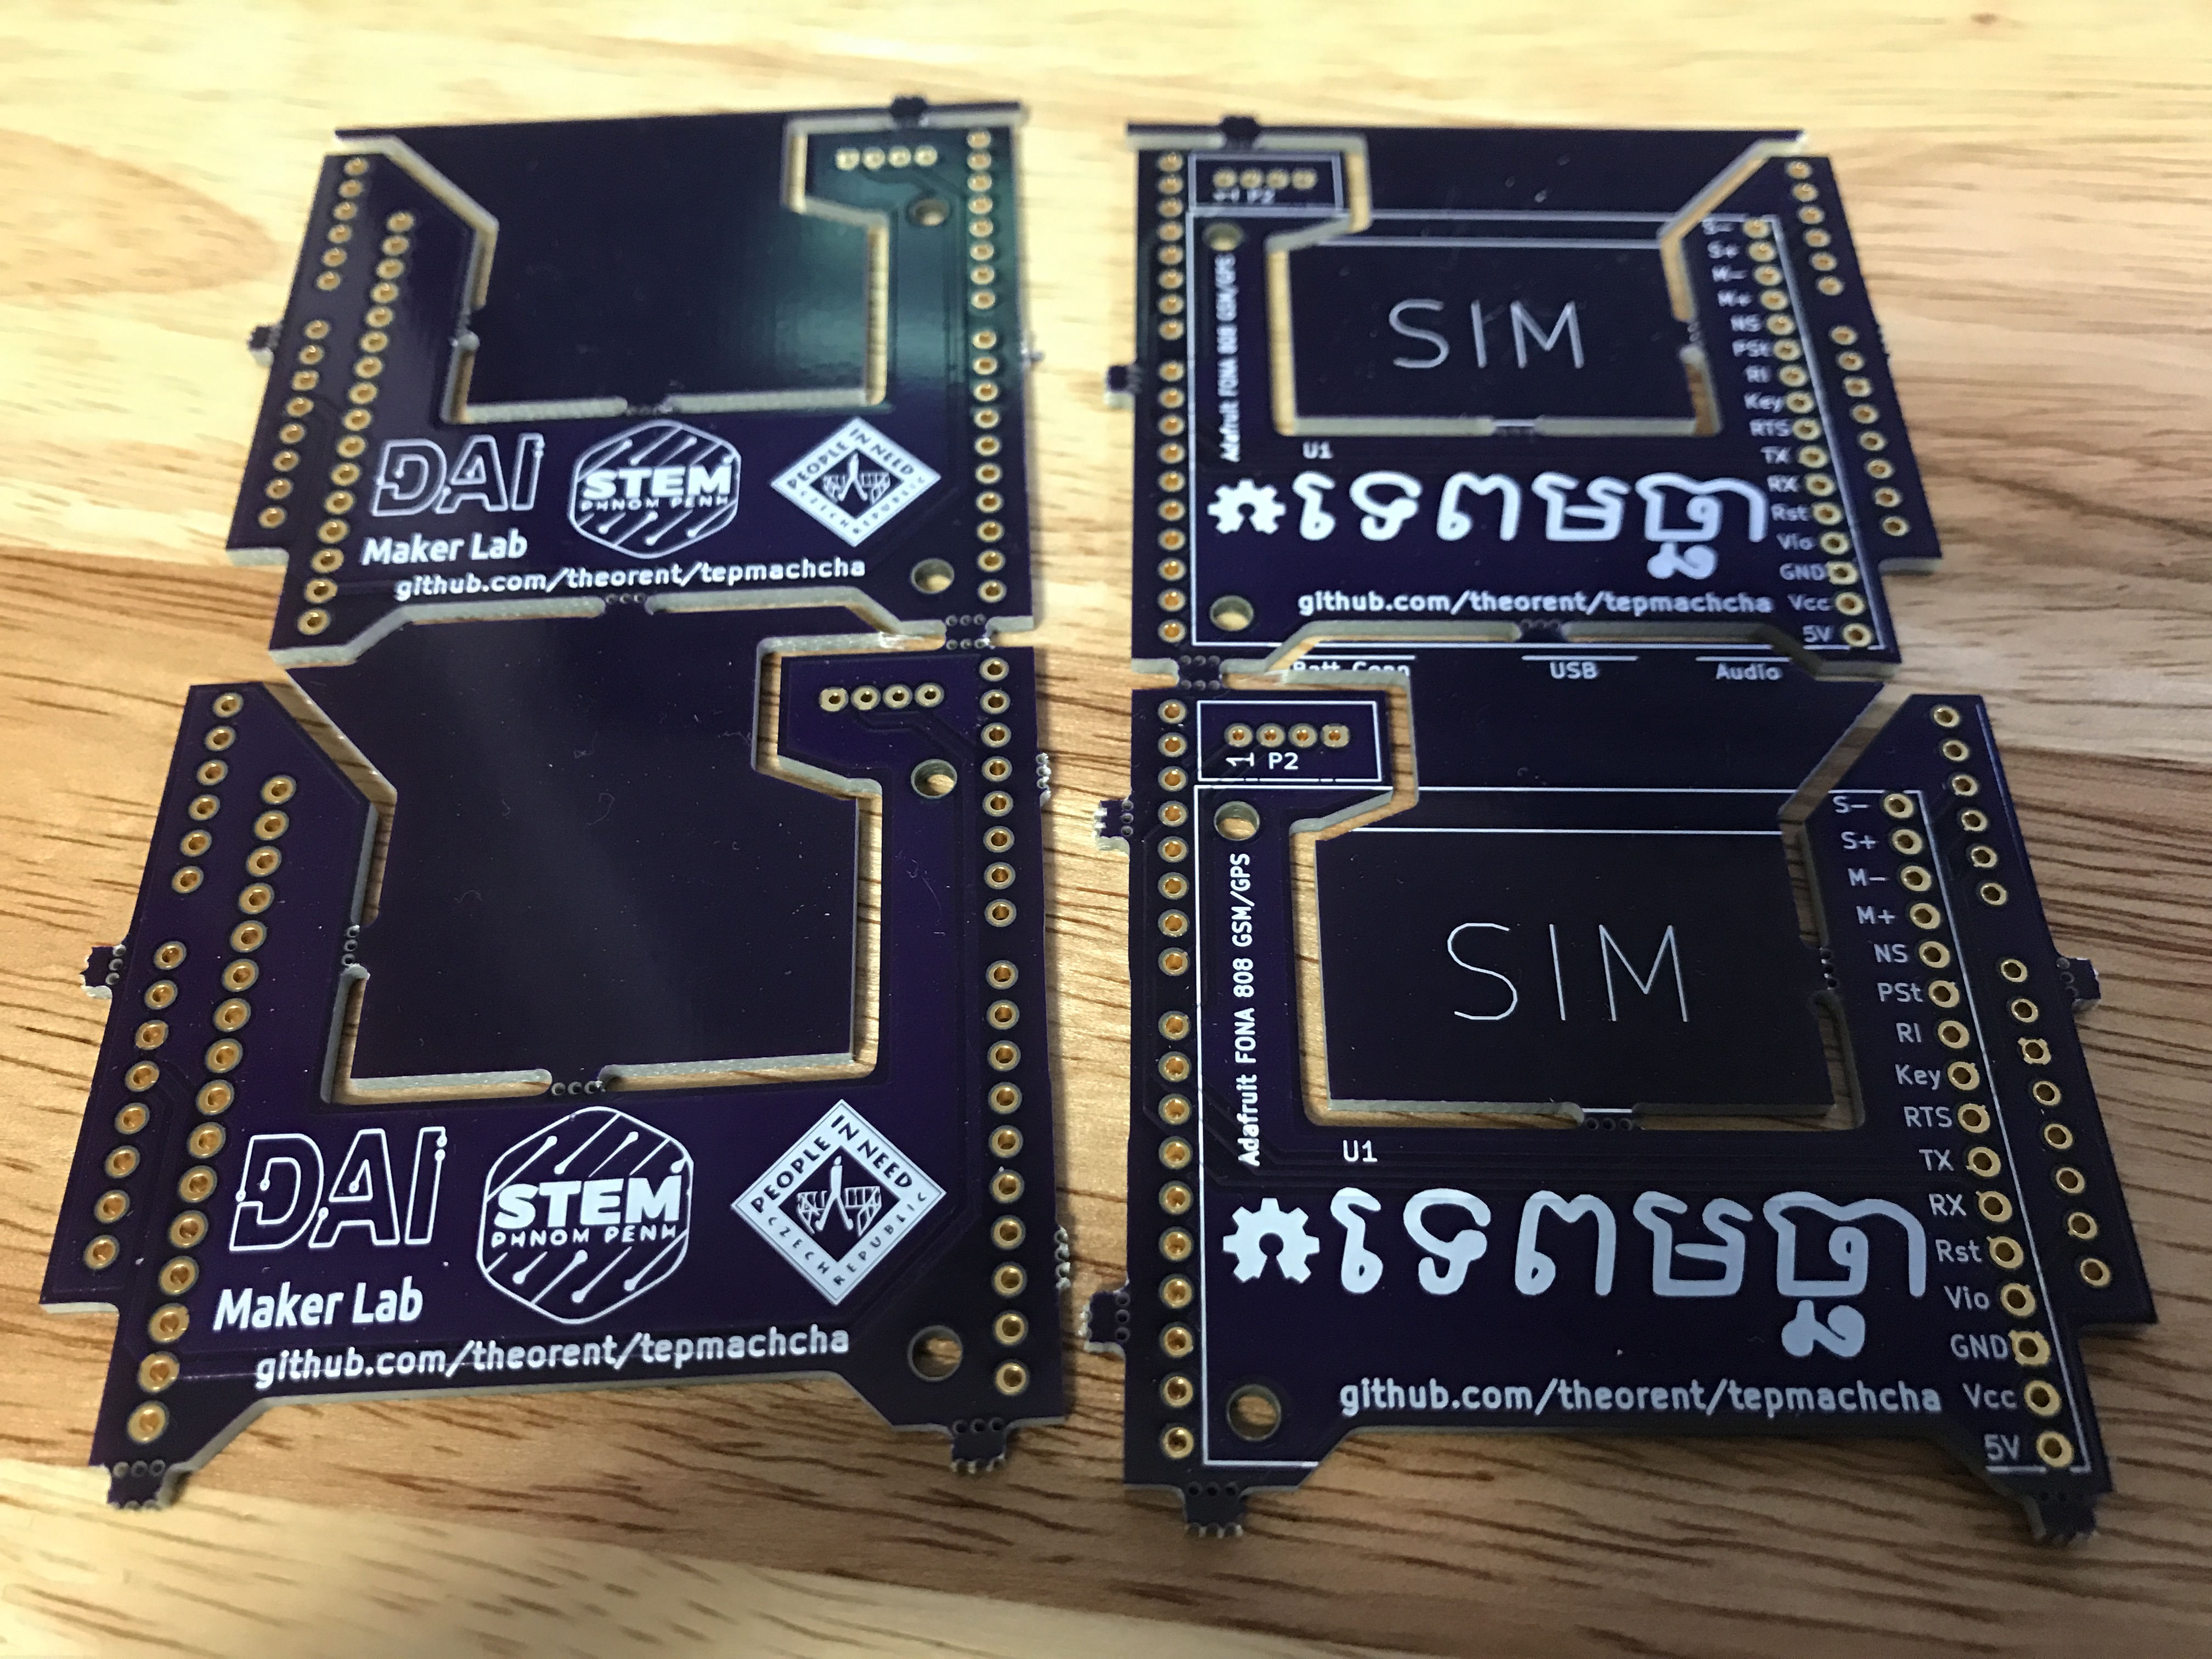 DAI
Maker Lab
STEM
PHNOM PENH
PEOPLE IN NEED
CZECH REPUBLIC
github.com/theorent/tepmachcha
1 P2
Adafruit FONA 808 GSM/GPS
SIM
U1
ទេពមច្ឆា
github.com/theorent/tepmachcha
S-
S+
M-
M+
NS
PSt
RI
Key
RTS
TX
RX
Rst
Vio
GND
Vcc
5V
Batt Conn
USB
Audio
DAI
Maker Lab
STEM
PHNOM PENH
PEOPLE IN NEED
CZECH REPUBLIC
github.com/theorent/tepmachcha
1 P2
Adafruit FONA 808 GSM/GPS
SIM
U1
ទេពមច្ឆា
github.com/theorent/tepmachcha
S-
S+
M-
M+
NS
PSt
RI
Key
RTS
TX
RX
Rst
Vio
GND
Vcc
5V